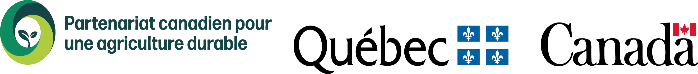 Partenariat canadien pour
une agriculture durable
Québec
Canada